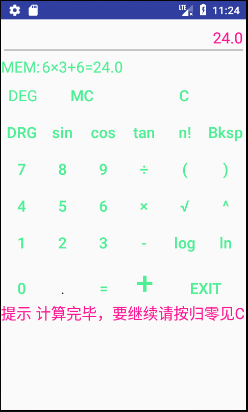 11:24
24.0
MEM: 6×3+6=24.0
DEG MC C
DRG sin cos tan n! Bksp
7 8 9 ÷ ( )
4 5 6 × √ ^
1 2 3 - log ln
0 . = + EXIT
提示 计算完毕，要继续请按归零见C